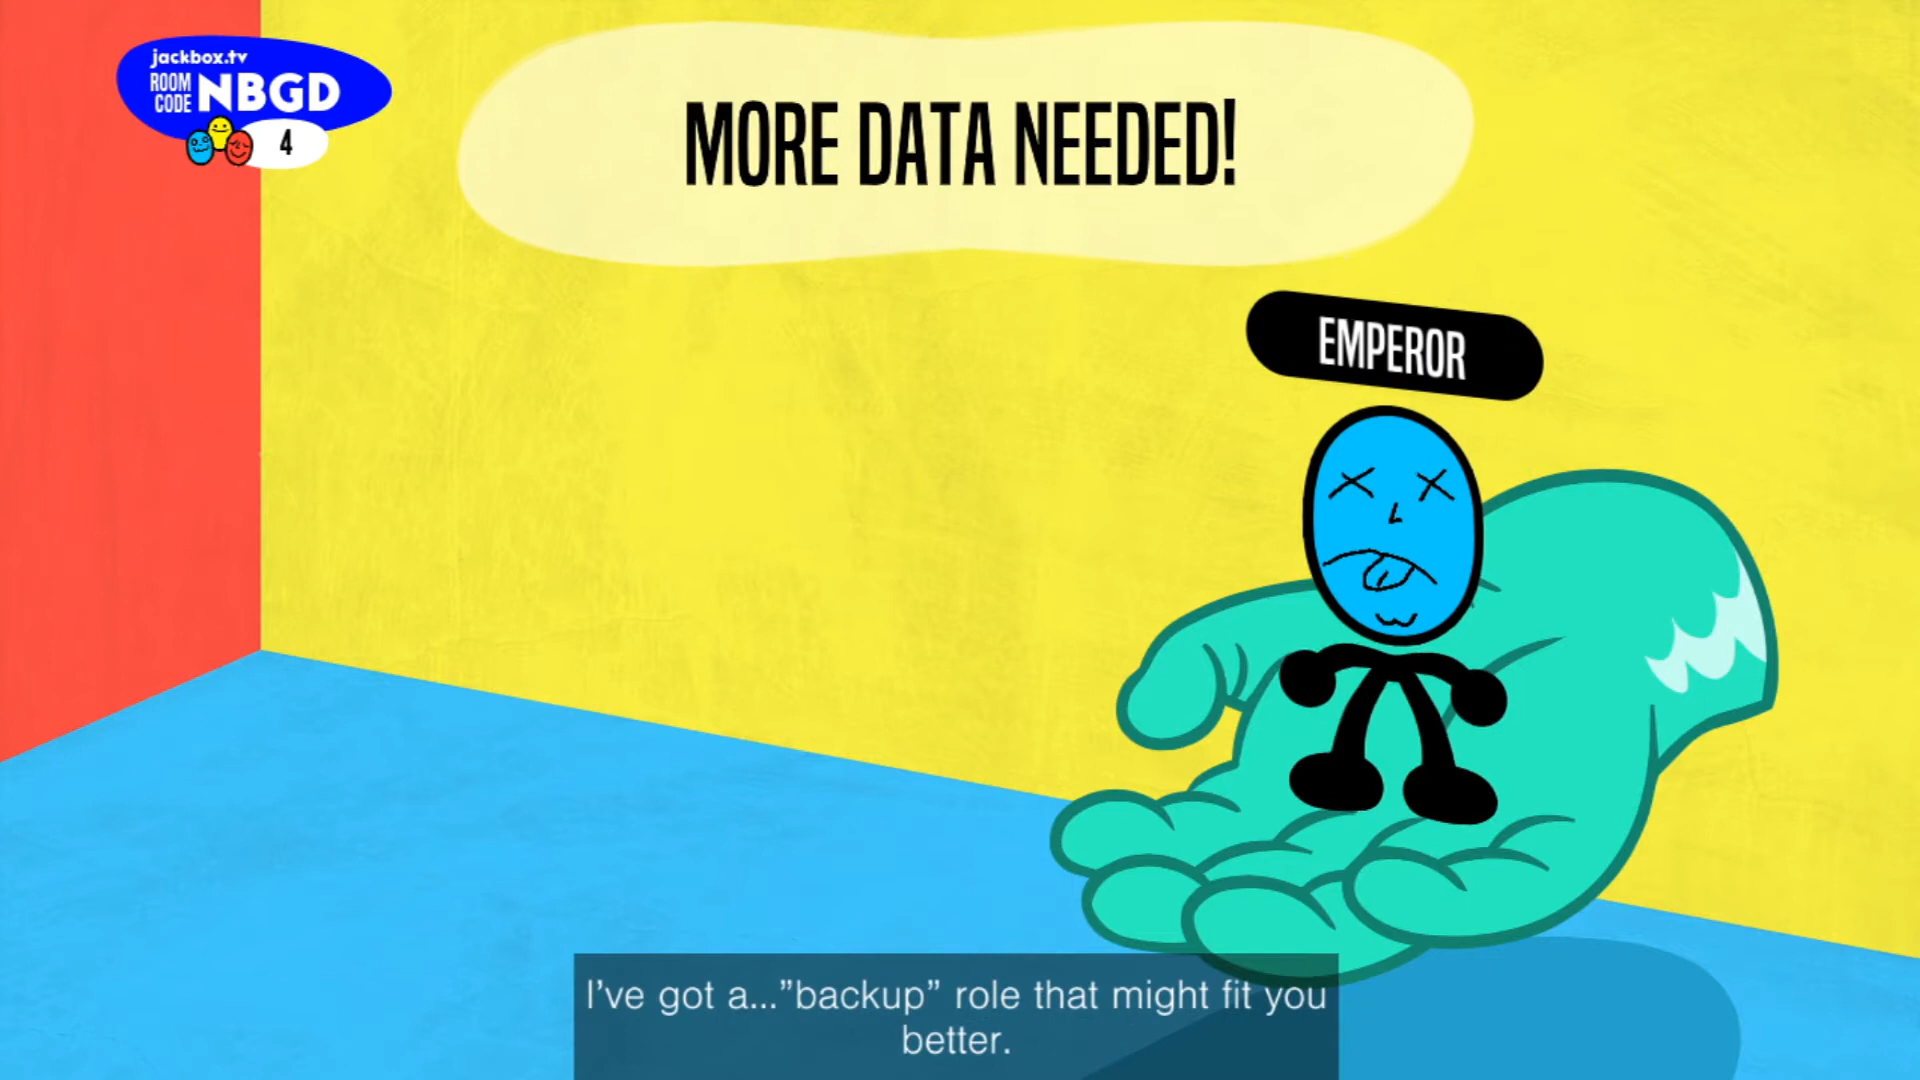 jackbox.tv
ROOM
CODE
NBGD
4
MORE DATA NEEDED!
EMPEROR
I've got a..."backup" role that might fit you
better.